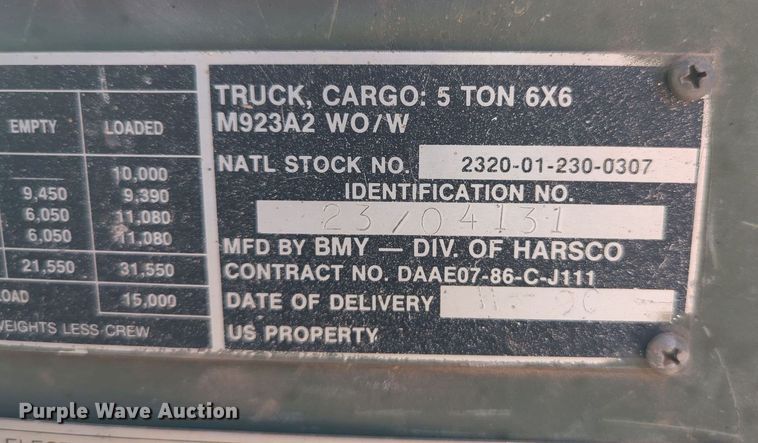 EMPTY LOADED
10,000
9,450 9,390
6,050 11,080
6,050 11,080
21,550 31,550
OAD 15,000
WEIGHTS LESS CREW
TRUCK, CARGO: 5 TON 6X6
M923A2 WO/W
NATL STOCK NO. 2320-01-230-0307
IDENTIFICATION NO.
23/04131
MFD BY BMY — DIV. OF HARSCO
CONTRACT NO. DAAE07-86-C-J111
DATE OF DELIVERY
US PROPERTY
Purple Wave Auction